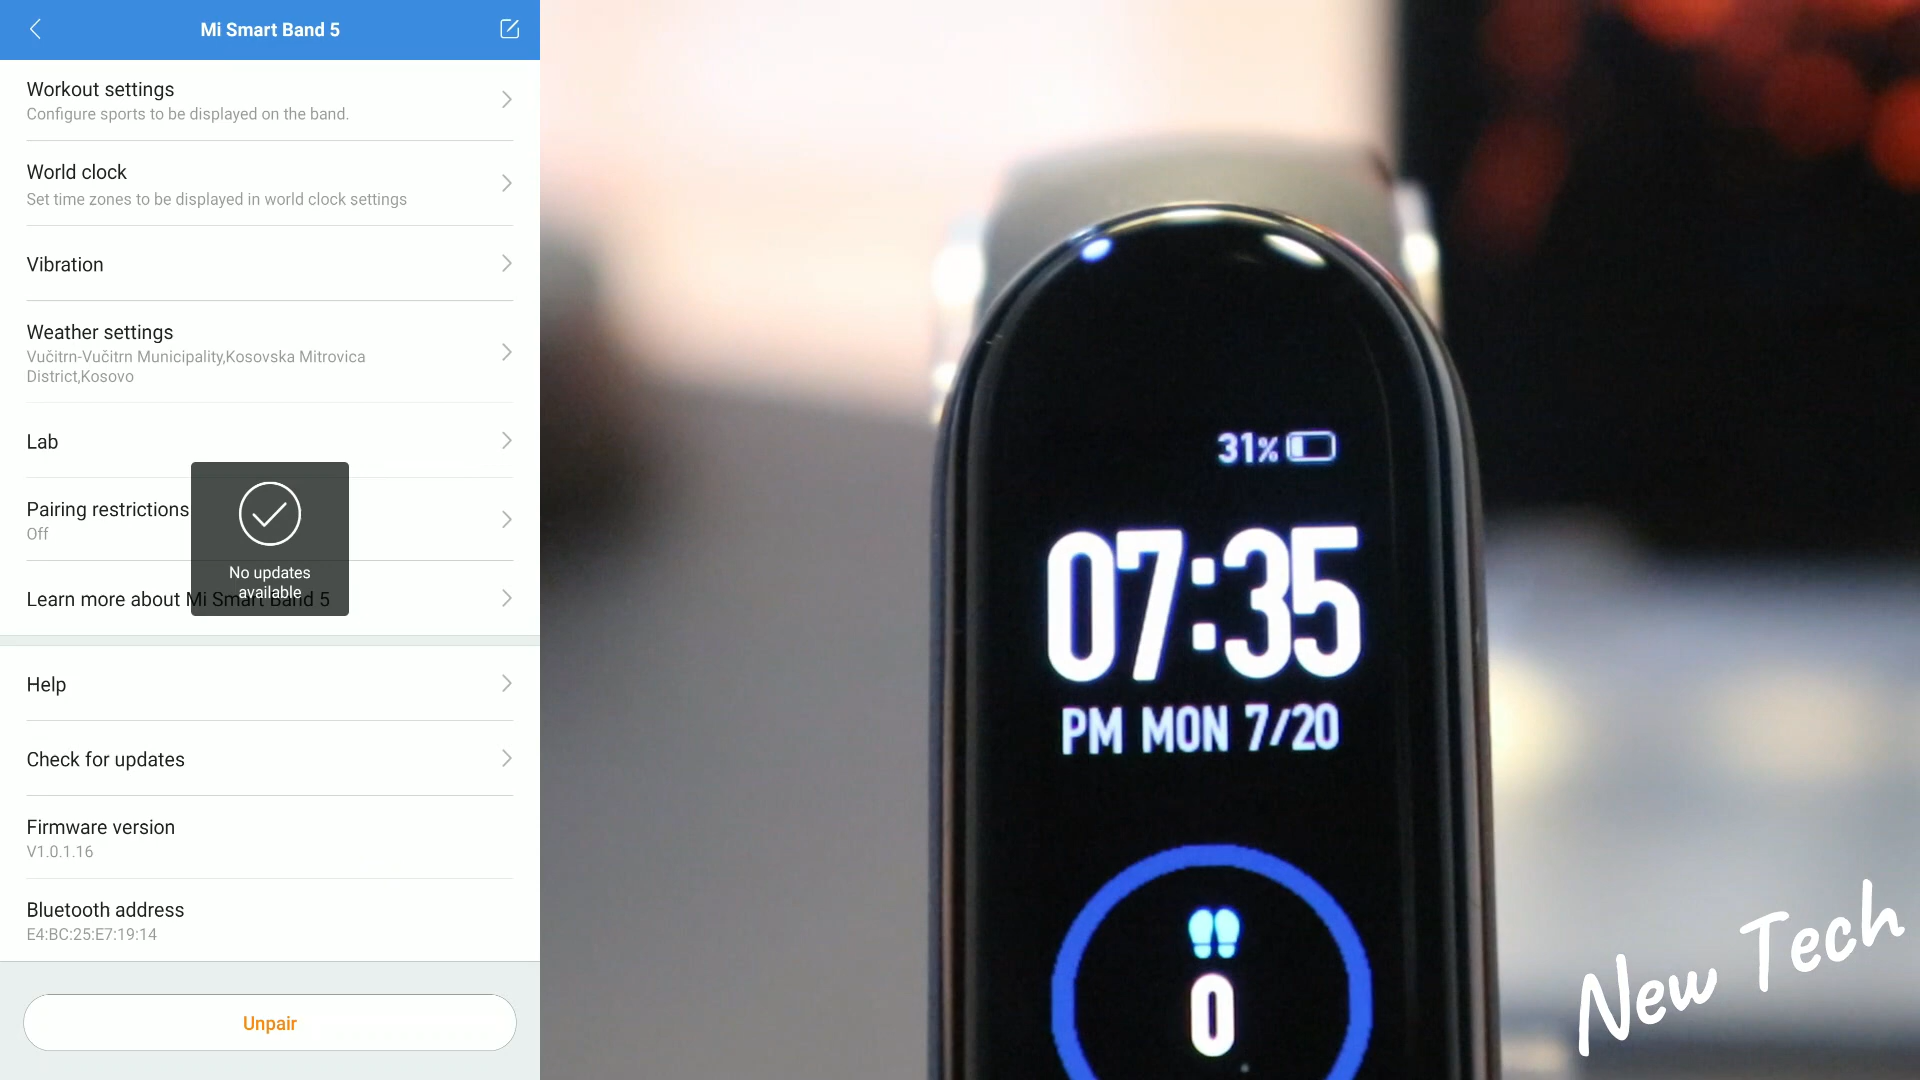 Mi Smart Band 5
Workout settings
Configure sports to be displayed on the band.
World clock
Set time zones to be displayed in world clock settings
Vibration
Weather settings
Vučitrn-Vučitrn Municipality,Kosovska Mitrovica
District,Kosovo
Lab
Pairing restrictions
Off
No updates
available
Learn more about Mi Smart Band 5
Help
Check for updates
Firmware version
V1.0.1.16
Bluetooth address
E4:BC:25:E7:19:14
Unpair
31%
07:35
PM MON 7/20
0
New Tech